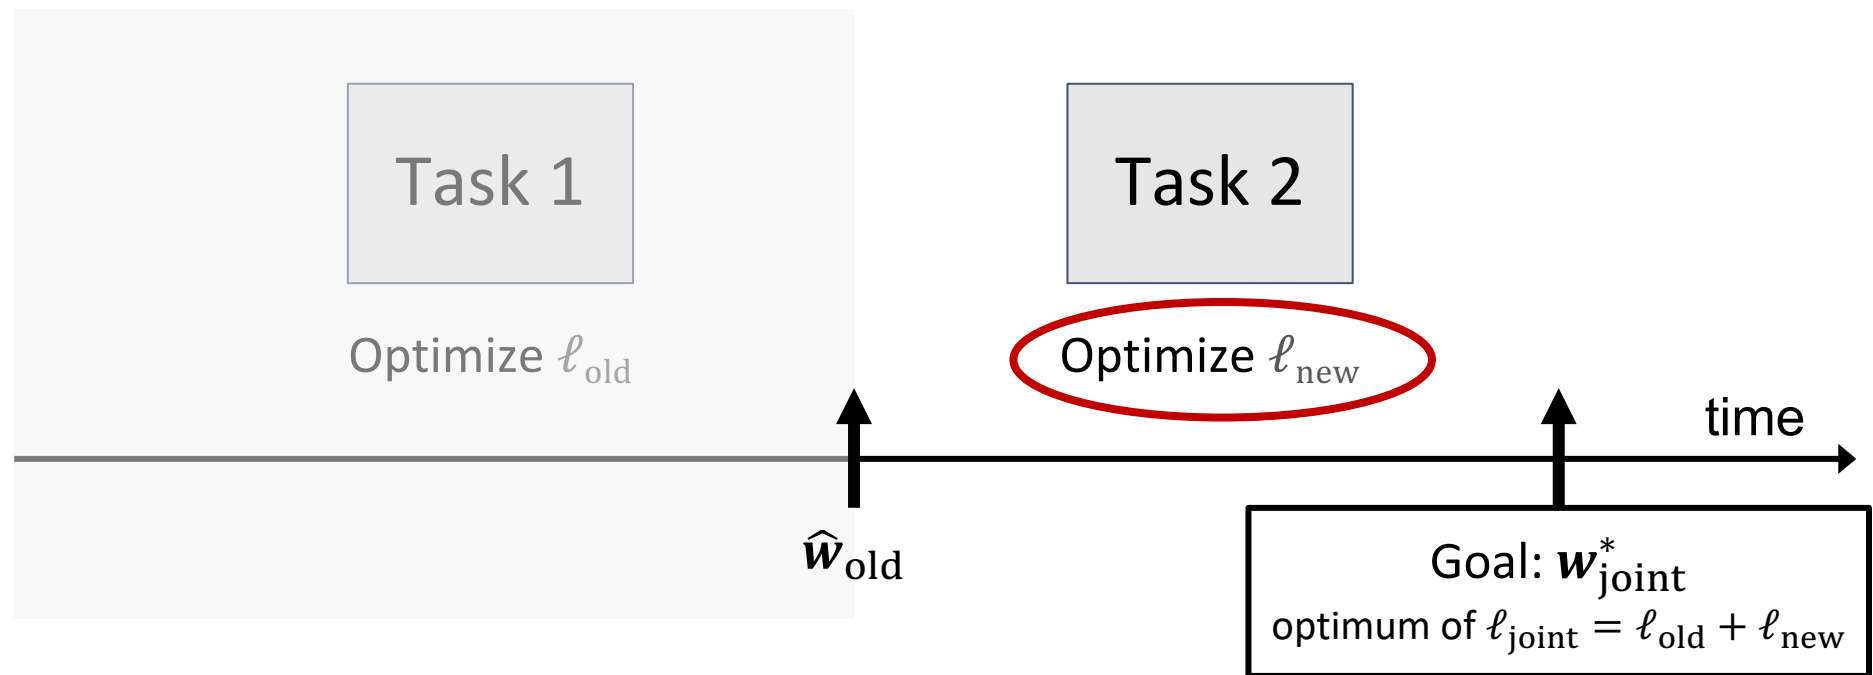 Task 1
Task 2
Optimize ℓ_old
Optimize ℓ_new
time
ŵ_old
Goal: w*_joint
optimum of ℓ_joint = ℓ_old + ℓ_new